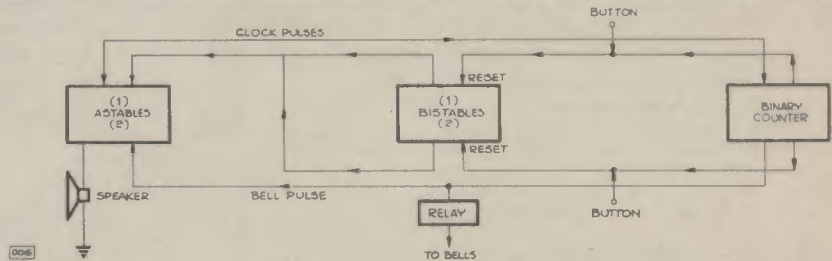 BUTTON
CLOCK PULSES
RESET
(1)
ASTABLES
(2)
(1)
BISTABLES
(2)
BINARY
COUNTER
RESET
SPEAKER
BELL PULSE
RELAY
BUTTON
TO BELLS